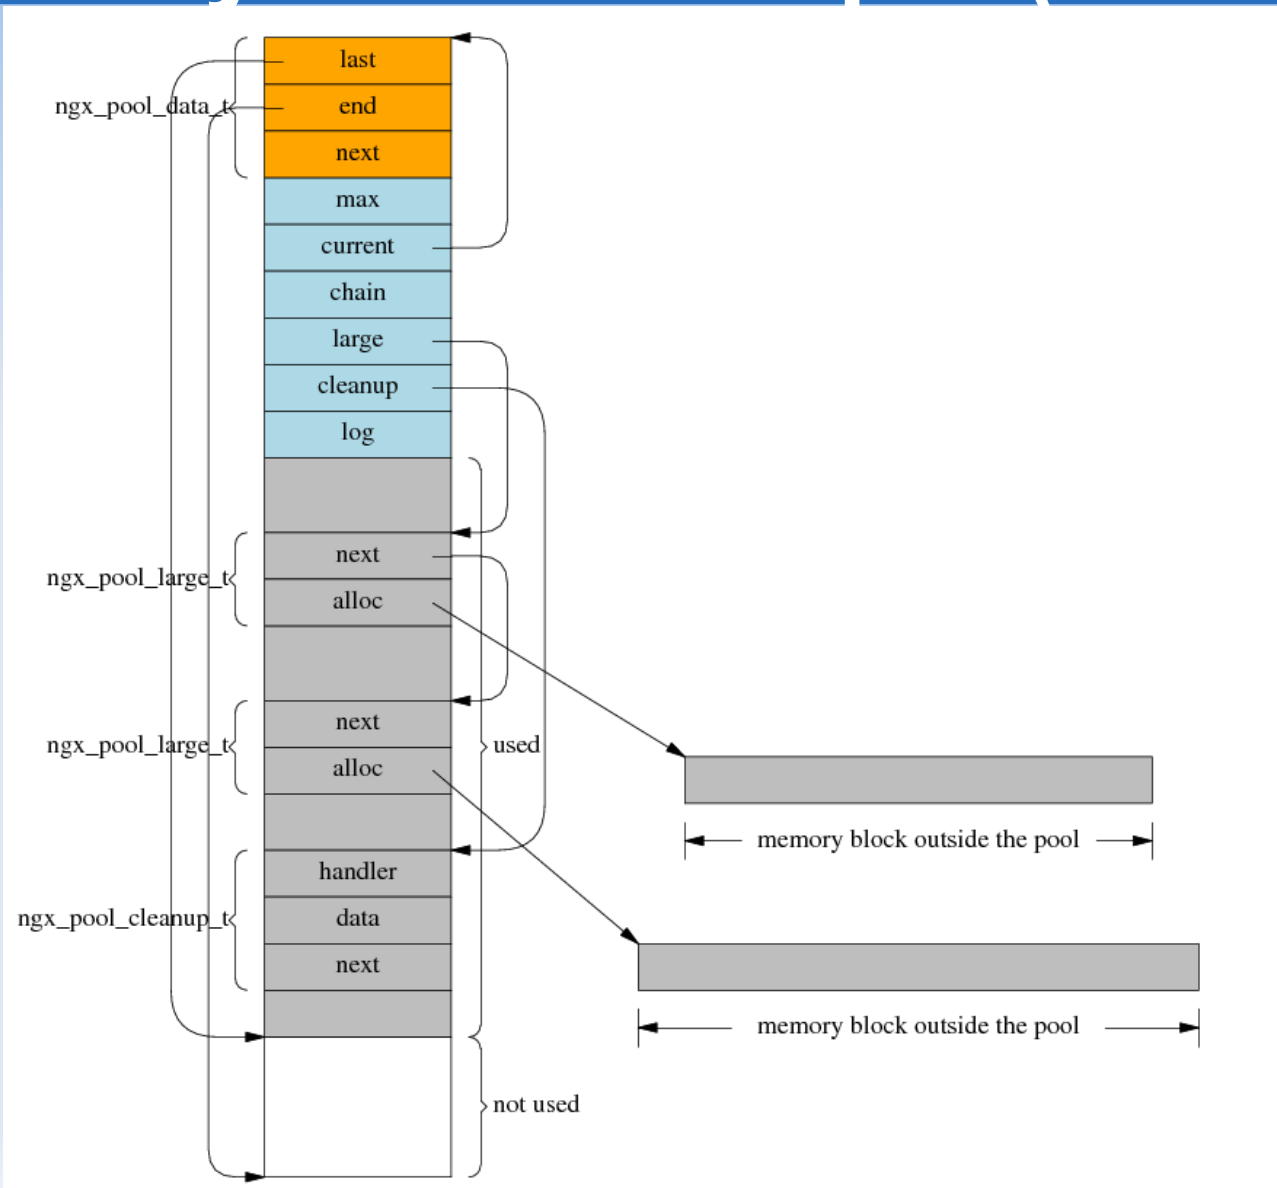 last
ngx_pool_data_t
end
next
max
current
chain
large
cleanup
log
next
ngx_pool_large_t
alloc
next
ngx_pool_large_t
used
alloc
memory block outside the pool
handler
ngx_pool_cleanup_t
data
next
memory block outside the pool
not used